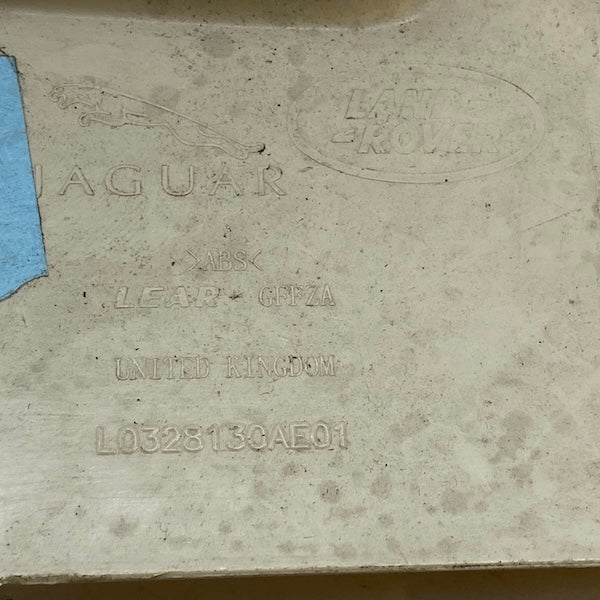 LAND-
-ROVER
JAGUAR
>ABS<
LEAR GFFZA
UNITED KINGDOM
L0328130AE01